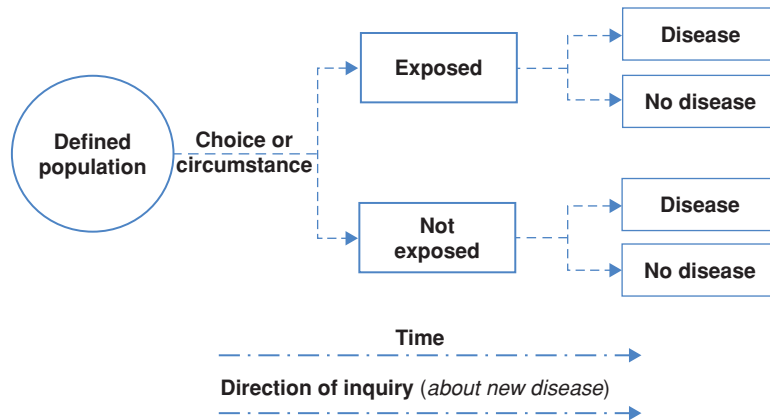 Defined
population
Choice or
circumstance
Exposed
Disease
No disease
Not
exposed
Disease
No disease
Time
Direction of inquiry (about new disease)